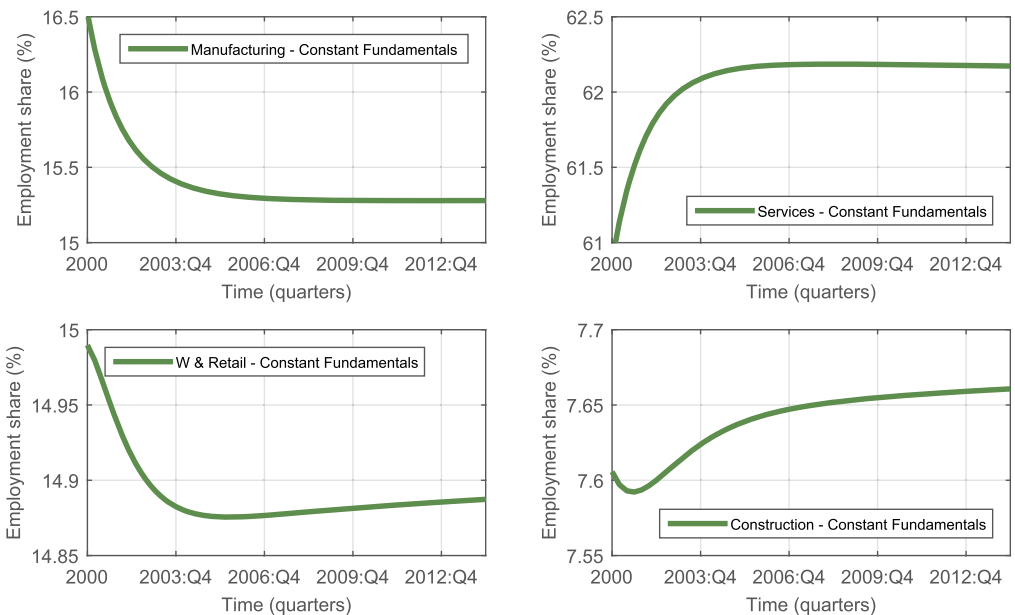 16.5
16
15.5
15
Employment share (%)
Manufacturing - Constant Fundamentals
2000 2003:Q4 2006:Q4 2009:Q4 2012:Q4
Time (quarters)
62.5
62
61.5
61
Employment share (%)
Services - Constant Fundamentals
2000 2003:Q4 2006:Q4 2009:Q4 2012:Q4
Time (quarters)
15
14.95
14.9
14.85
Employment share (%)
W & Retail - Constant Fundamentals
2000 2003:Q4 2006:Q4 2009:Q4 2012:Q4
Time (quarters)
7.7
7.65
7.6
7.55
Employment share (%)
Construction - Constant Fundamentals
2000 2003:Q4 2006:Q4 2009:Q4 2012:Q4
Time (quarters)